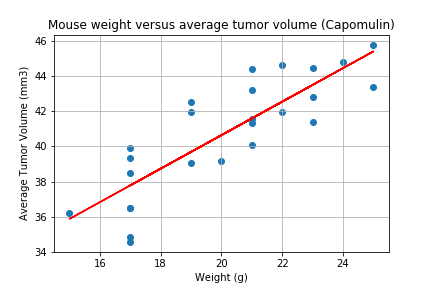 Mouse weight versus average tumor volume (Capomulin)
46
44
42
40
38
36
34
Average Tumor Volume (mm3)
16 18 20 22 24
Weight (g)